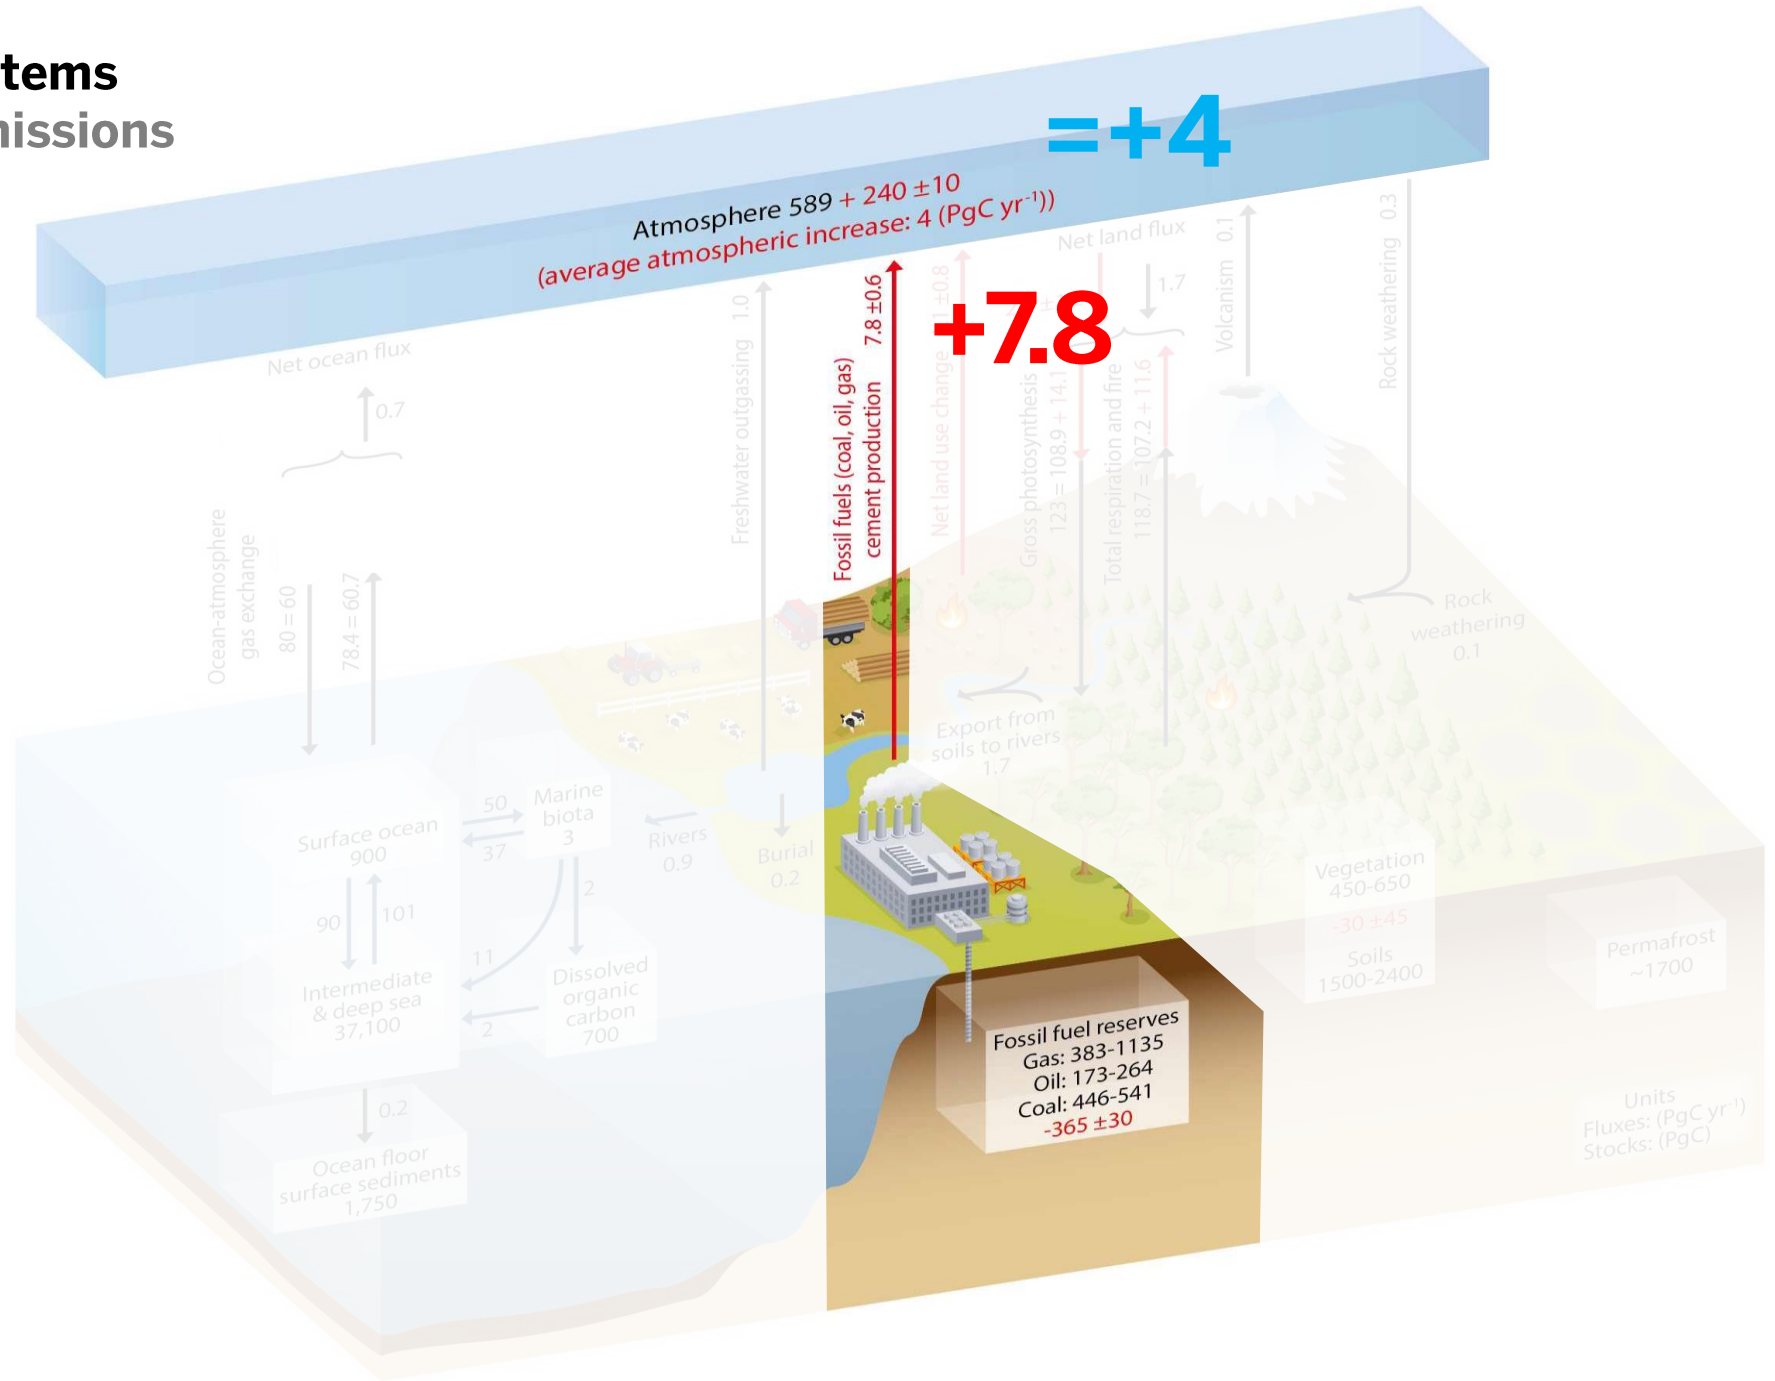 tems
missions
=+4
Atmosphere 589 + 240 ±10
(average atmospheric increase: 4 (PgC yr⁻¹))
+7.8
Net ocean flux
0.7
Ocean-atmosphere
gas exchange
80 = 60
78.4 = 60.7
Freshwater outgassing 1.0
Fossil fuels (coal, oil, gas)
cement production 7.8 ±0.6
Net land use change 1.1 ±0.8
Net land flux
1.7
Gross photosynthesis
123 = 108.9 + 14.1
Total respiration and fire
118.7 = 107.2 + 11.6
Volcanism 0.1
Rock weathering 0.3
Rock
weathering
0.1
Export from
soils to rivers
1.7
Surface ocean
900
50
37
Marine
biota
3
Rivers
0.9
Burial
0.2
90
101
2
11
2
Intermediate
& deep sea
37,100
Dissolved
organic
carbon
700
0.2
Ocean floor
surface sediments
1,750
Fossil fuel reserves
Gas: 383-1135
Oil: 173-264
Coal: 446-541
-365 ±30
Vegetation
450-650
-30 ±45
Soils
1500-2400
Permafrost
~1700
Units
Fluxes: (PgC yr⁻¹)
Stocks: (PgC)